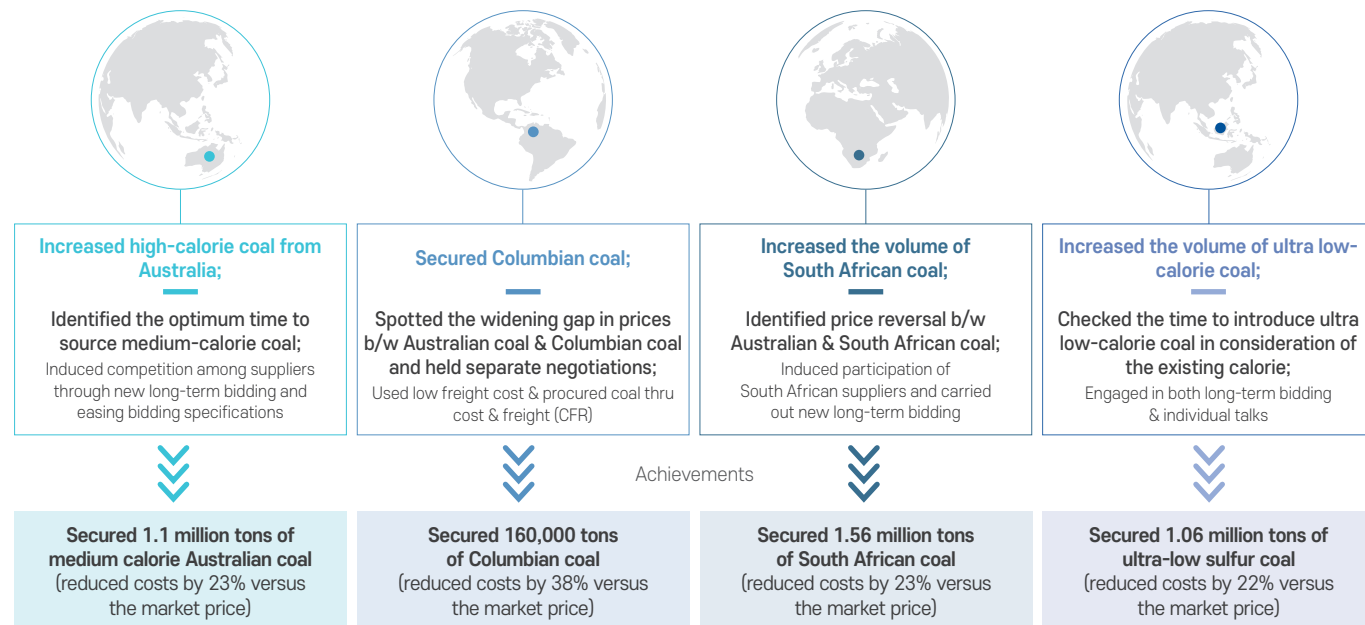 Increased high-calorie coal from
Australia;
Identified the optimum time to
source medium-calorie coal;
Induced competition among suppliers
through new long-term bidding and
easing bidding specifications
Secured Columbian coal;
Spotted the widening gap in prices
b/w Australian coal & Columbian coal
and held separate negotiations;
Used low freight cost & procured coal thru
cost & freight (CFR)
Increased the volume of
South African coal;
Identified price reversal b/w
Australian & South African coal;
Induced participation of
South African suppliers and carried
out new long-term bidding
Increased the volume of ultra low-
calorie coal;
Checked the time to introduce ultra
low-calorie coal in consideration of
the existing calorie;
Engaged in both long-term bidding
& individual talks
Achievements
Secured 1.1 million tons of
medium calorie Australian coal
(reduced costs by 23% versus
the market price)
Secured 160,000 tons
of Columbian coal
(reduced costs by 38% versus
the market price)
Secured 1.56 million tons
of South African coal
(reduced costs by 23% versus
the market price)
Secured 1.06 million tons of
ultra-low sulfur coal
(reduced costs by 22% versus
the market price)